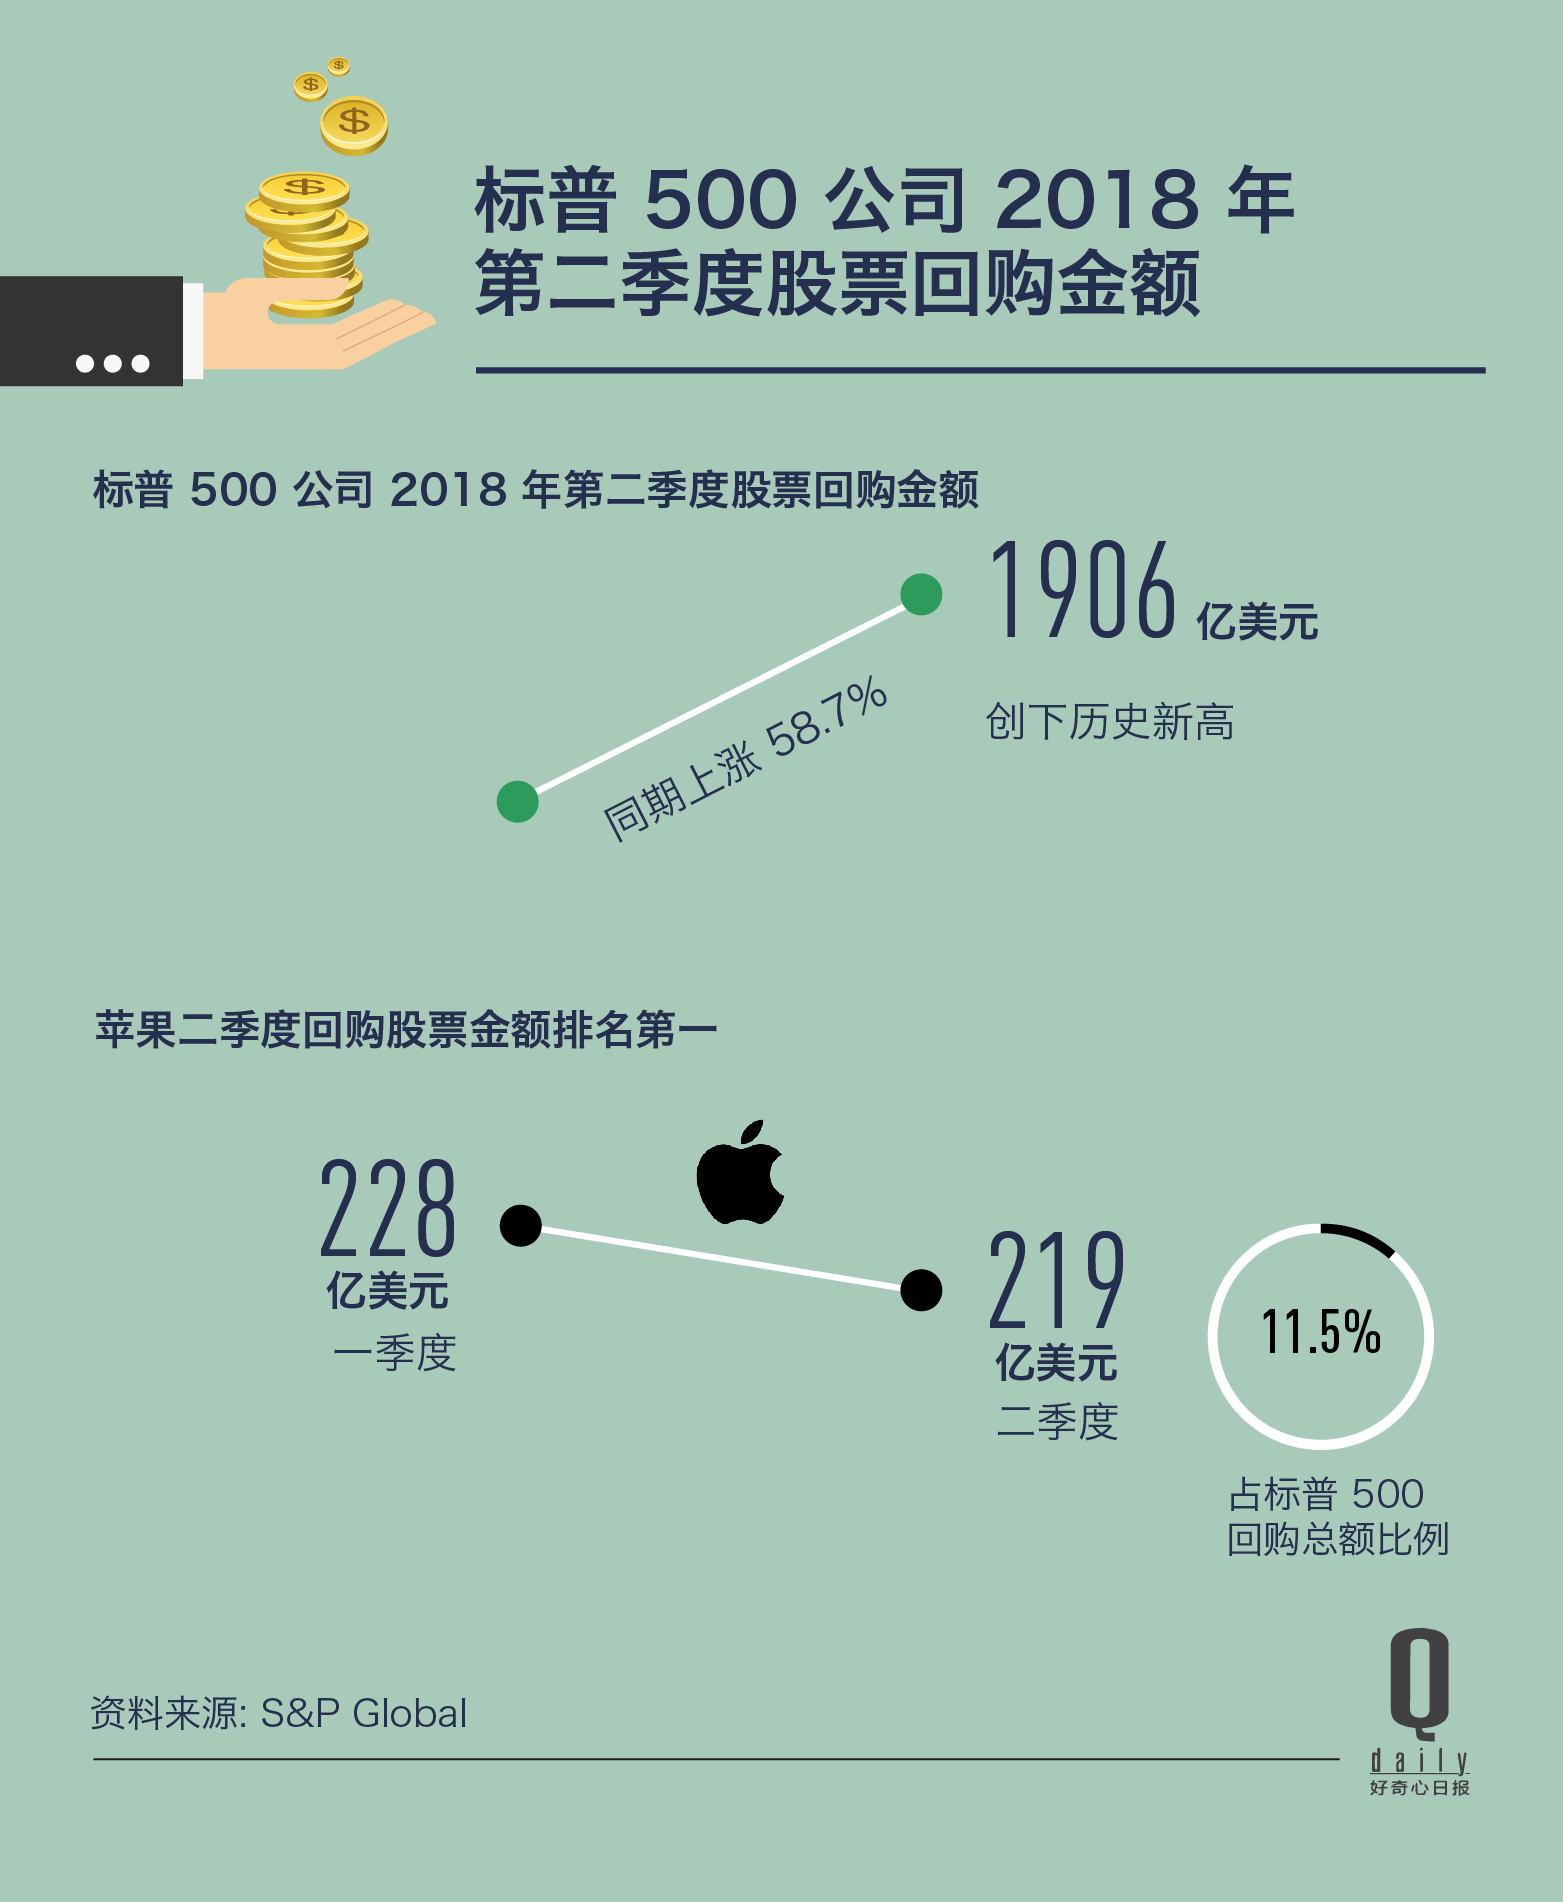 标普 500 公司 2018 年
第二季度股票回购金额
标普 500 公司 2018 年第二季度股票回购金额
1906 亿美元
创下历史新高
同期上涨 58.7%
苹果二季度回购股票金额排名第一
228
亿美元
一季度
219
亿美元
二季度
11.5%
占标普 500
回购总额比例
资料来源: S&P Global
Q
daily
好奇心日报